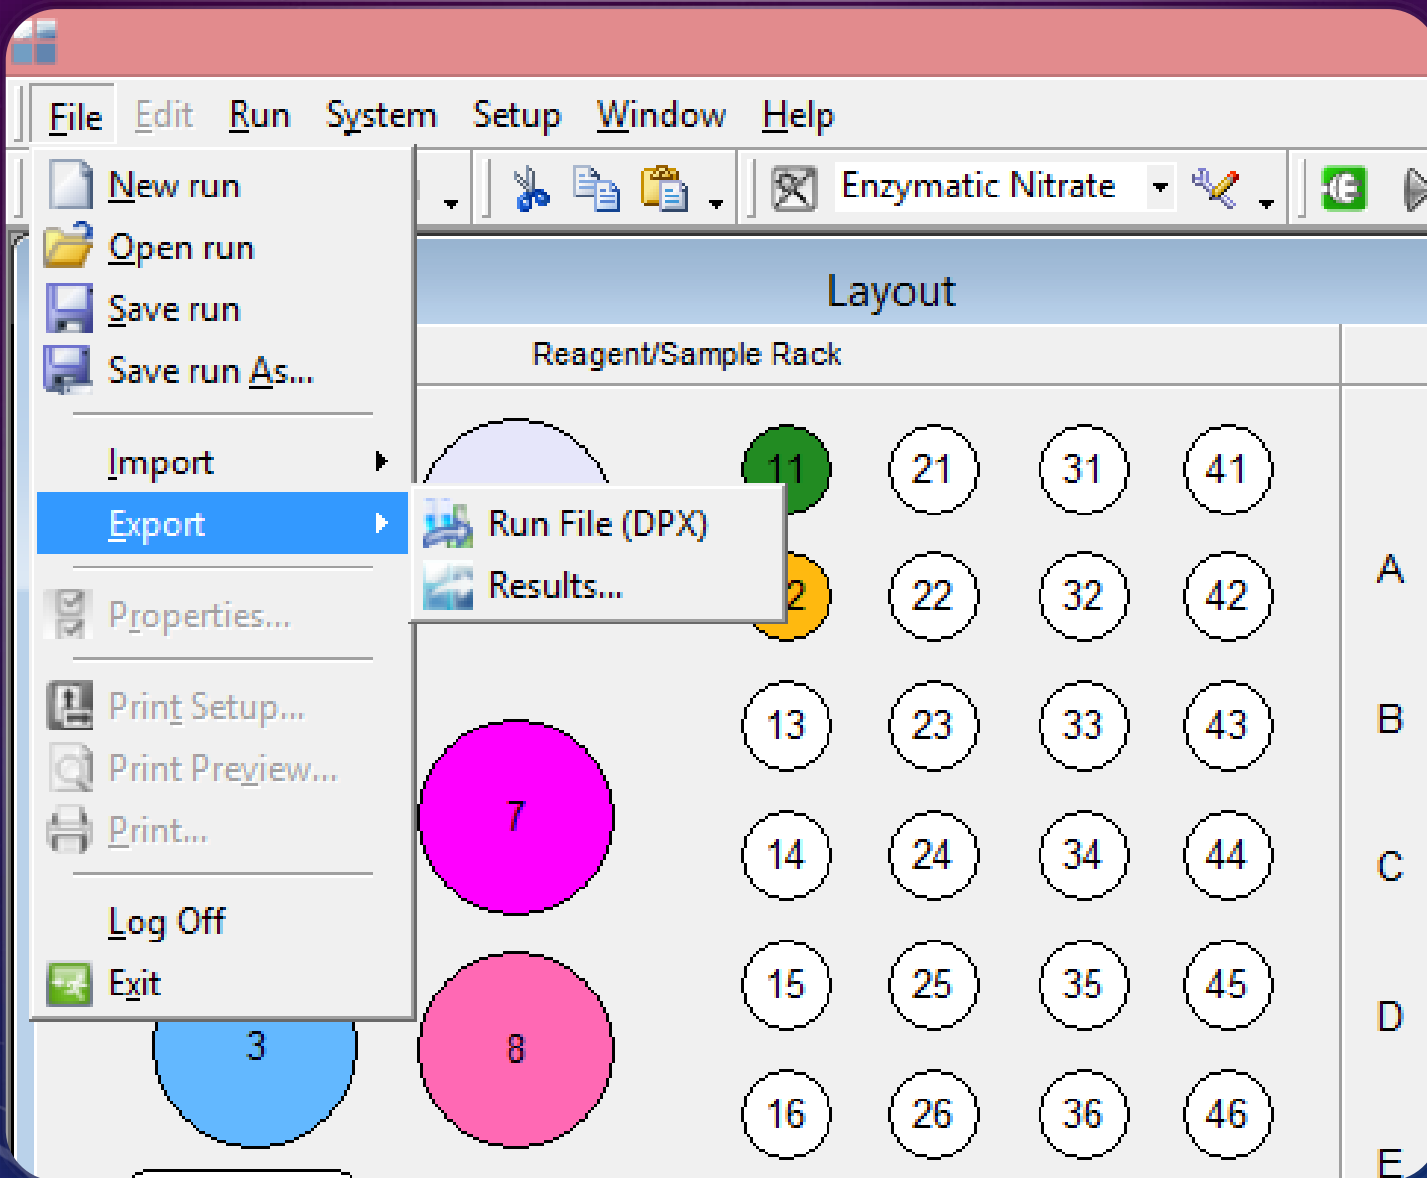 File Edit Run System Setup Window Help
New run
Open run
Save run
Save run As...
Import
Export
Properties...
Print Setup...
Print Preview...
Print...
Log Off
Exit
Run File (DPX)
Results...
Enzymatic Nitrate
Layout
Reagent/Sample Rack
11 21 31 41
2 22 32 42
13 23 33 43
14 24 34 44
15 25 35 45
16 26 36 46
7
3 8
A
B
C
D
E